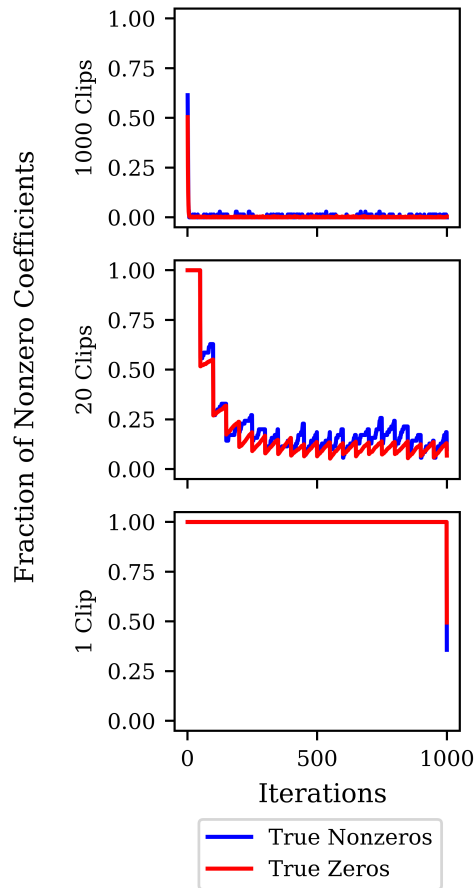 Fraction of Nonzero Coefficients
1000 Clips
1.00
0.75
0.50
0.25
0.00
20 Clips
1.00
0.75
0.50
0.25
0.00
1 Clip
1.00
0.75
0.50
0.25
0.00
0 500 1000
Iterations
True Nonzeros
True Zeros